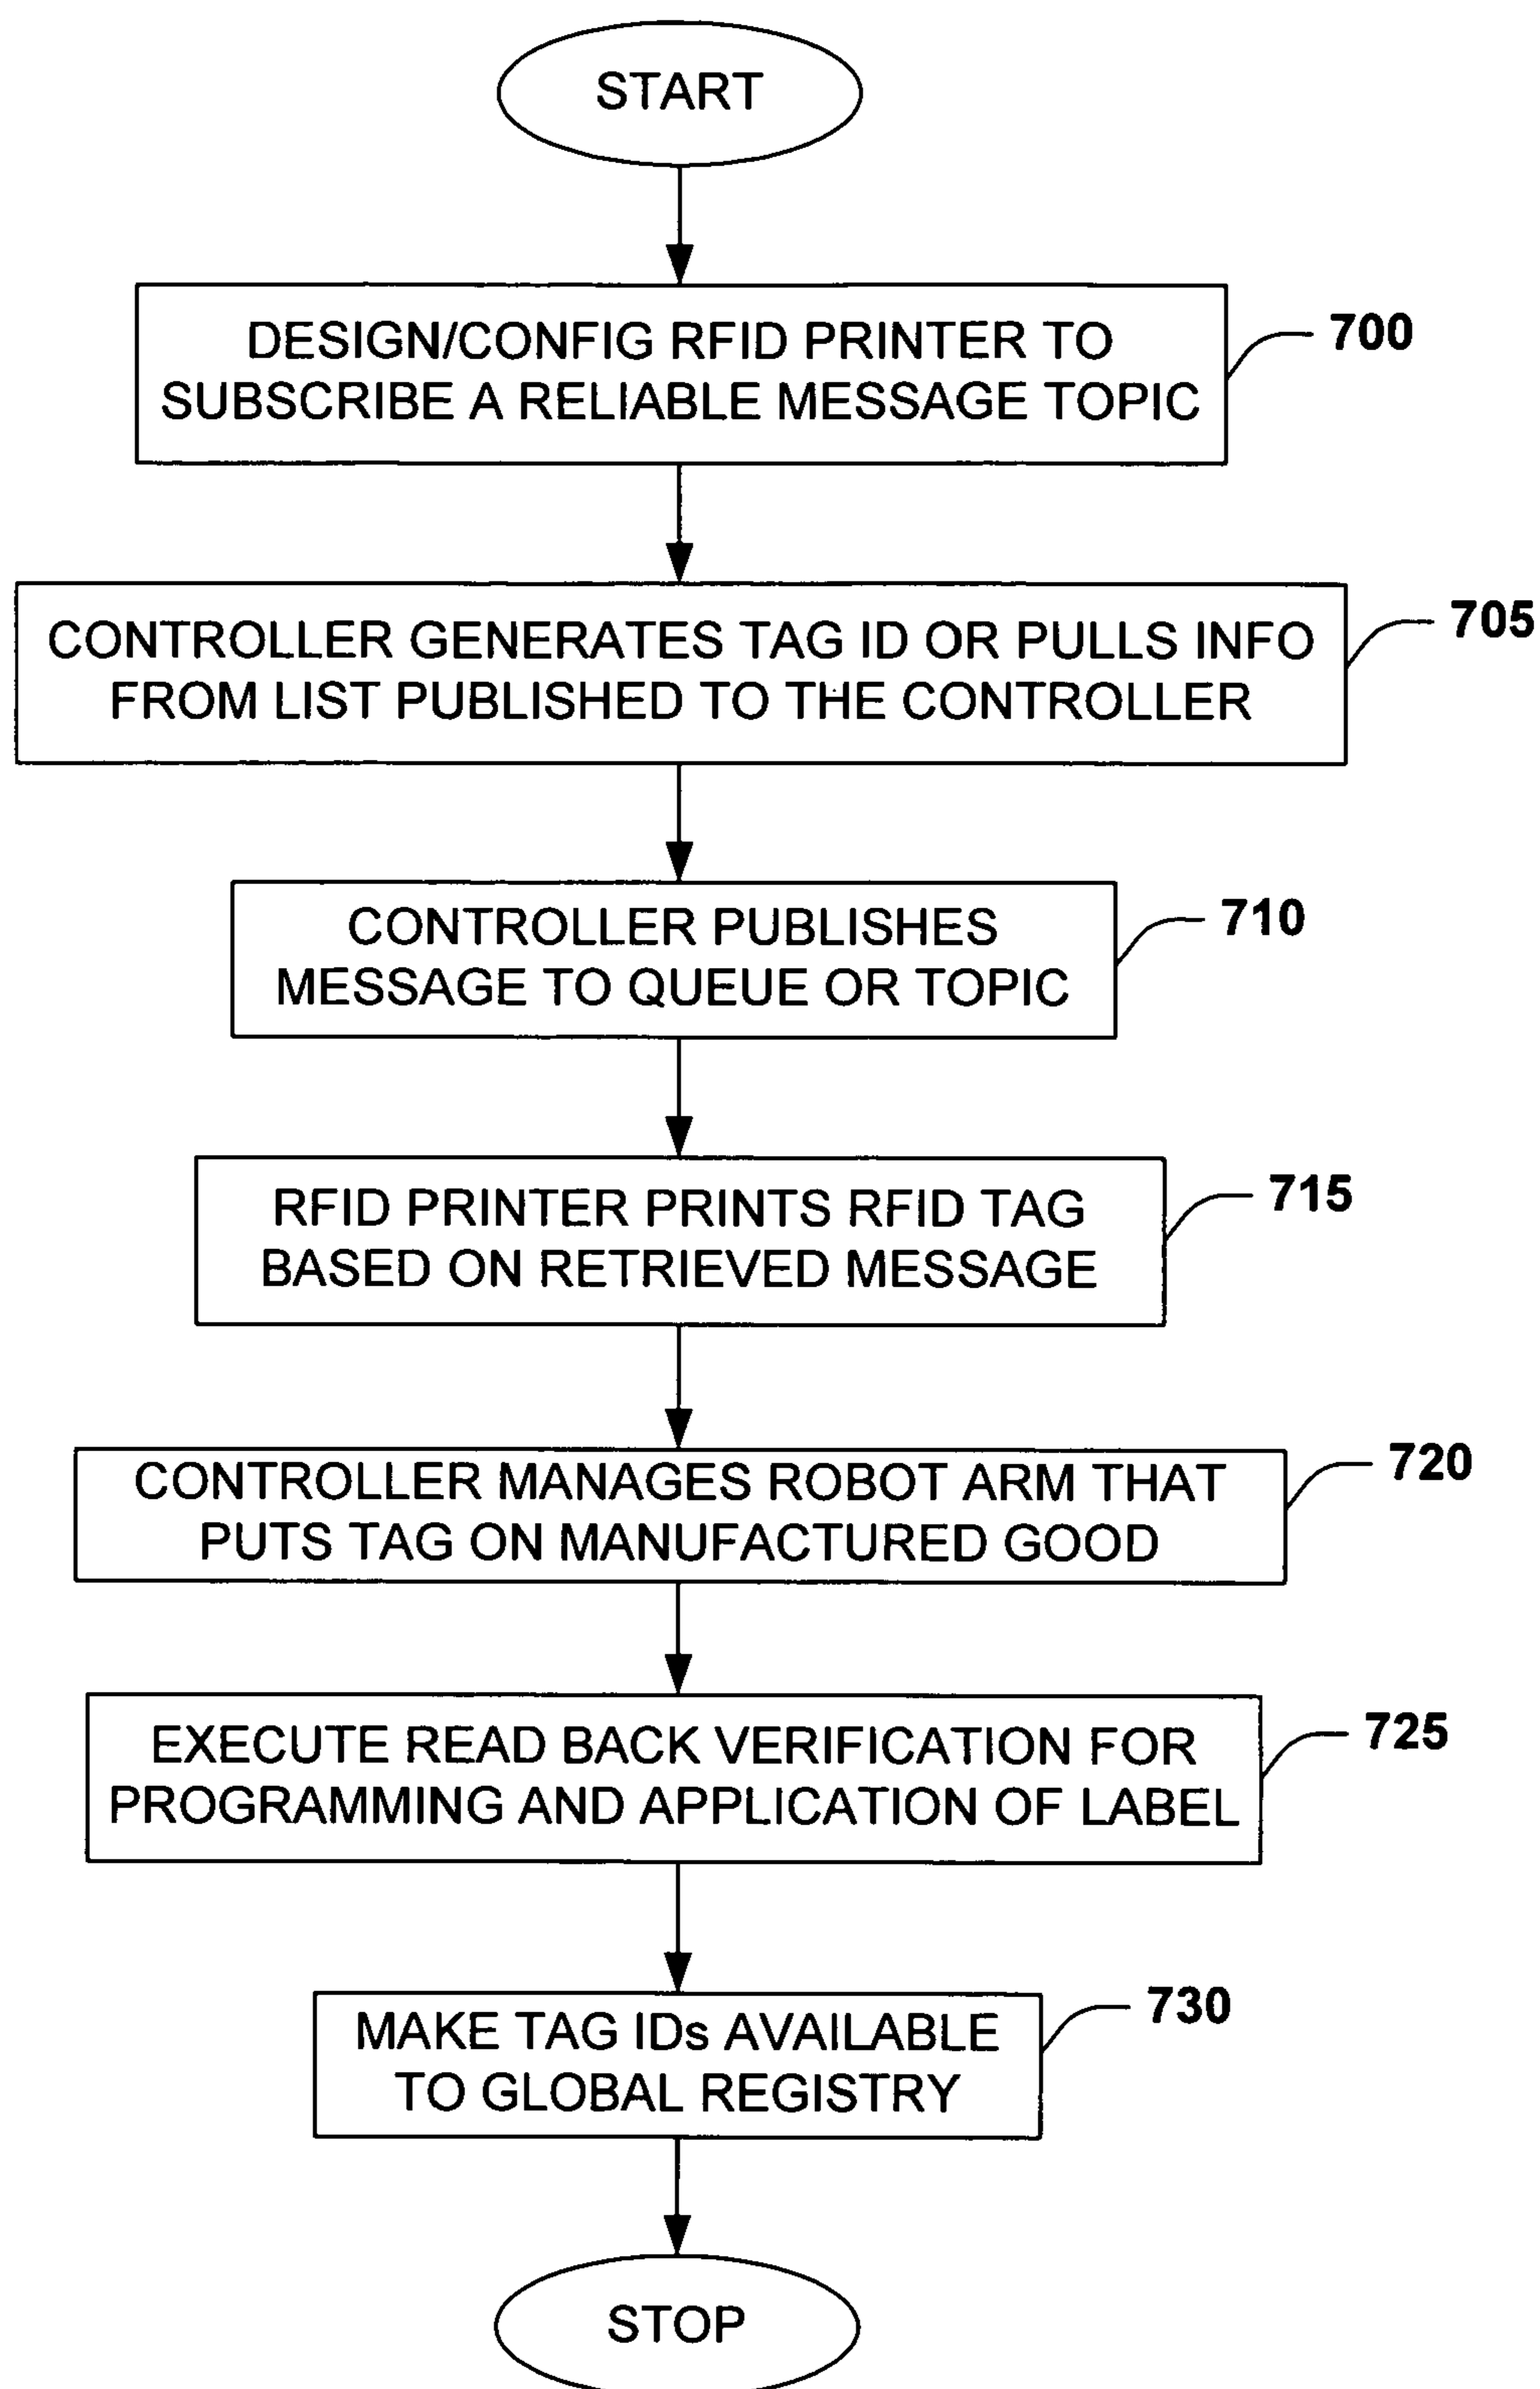 START
DESIGN/CONFIG RFID PRINTER TO
SUBSCRIBE A RELIABLE MESSAGE TOPIC
700
CONTROLLER GENERATES TAG ID OR PULLS INFO
FROM LIST PUBLISHED TO THE CONTROLLER
705
CONTROLLER PUBLISHES
MESSAGE TO QUEUE OR TOPIC
710
RFID PRINTER PRINTS RFID TAG
BASED ON RETRIEVED MESSAGE
715
CONTROLLER MANAGES ROBOT ARM THAT
PUTS TAG ON MANUFACTURED GOOD
720
EXECUTE READ BACK VERIFICATION FOR
PROGRAMMING AND APPLICATION OF LABEL
725
MAKE TAG IDs AVAILABLE
TO GLOBAL REGISTRY
730
STOP